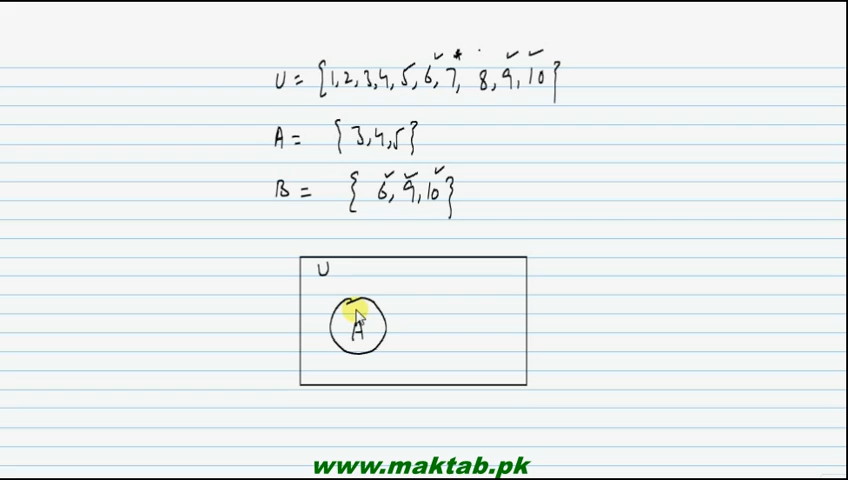 U = {1,2,3,4,5,6,7,8,9,10}
A = {3,4,5}
B = {6,9,10}
U
A
www.maktab.pk